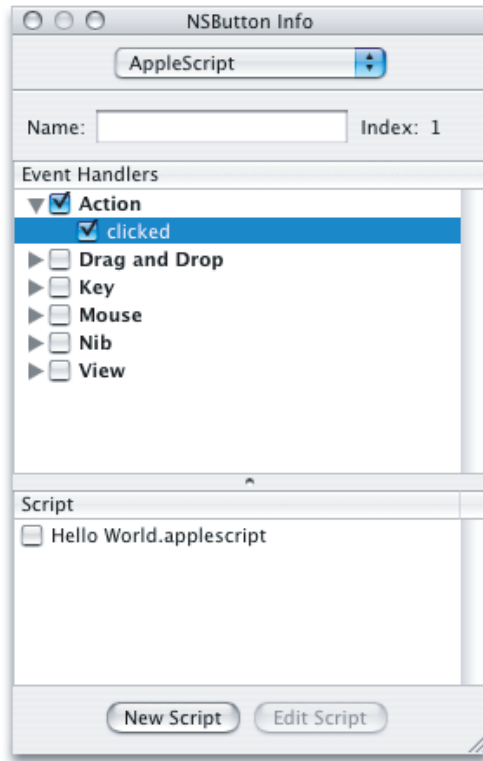 NSButton Info
AppleScript
Name: Index: 1
Event Handlers
Action
clicked
Drag and Drop
Key
Mouse
Nib
View
Script
Hello World.applescript
New Script Edit Script